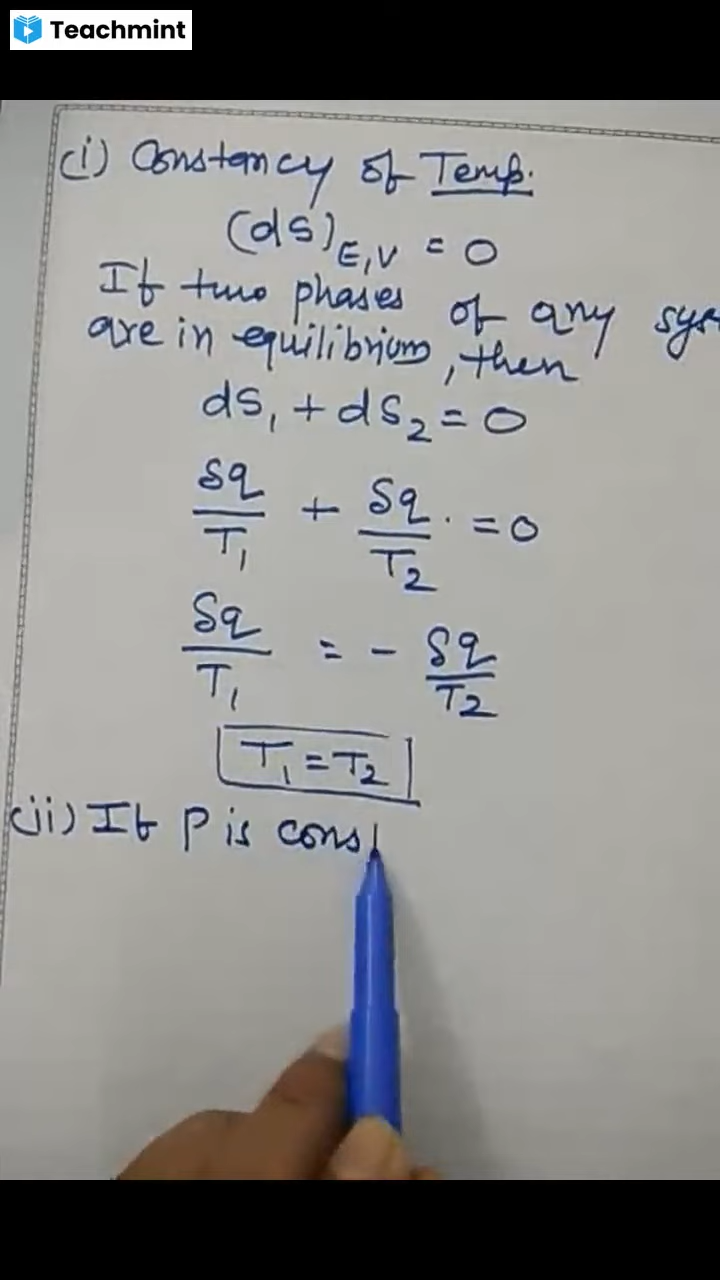 Teachmint
(i) Constancy of Temp.
(dS)E,V = 0
If two phases of any sys
are in equilibrium, then
dS1 + dS2 = 0
δq/T1 + δq/T2 . = 0
δq/T1 = - δq/T2
T1 = T2
(ii) If P is cons